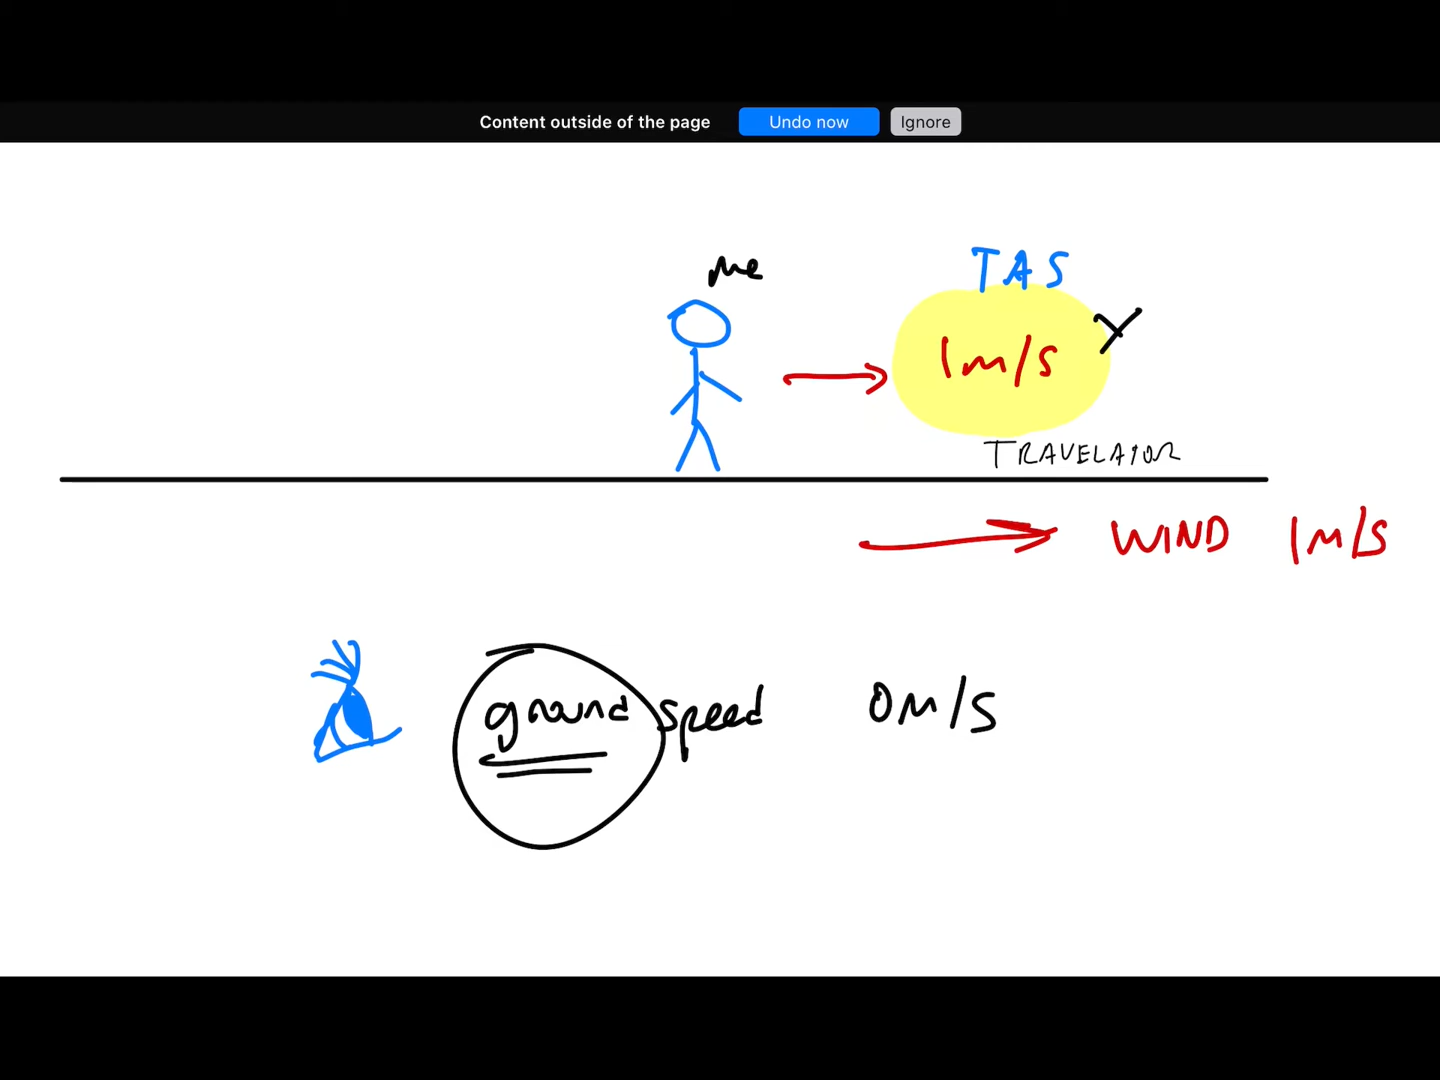 Content outside of the page Undo now Ignore
me
TAS
1m/s
TRAVELATOR
WIND 1M/S
ground speed 0M/S